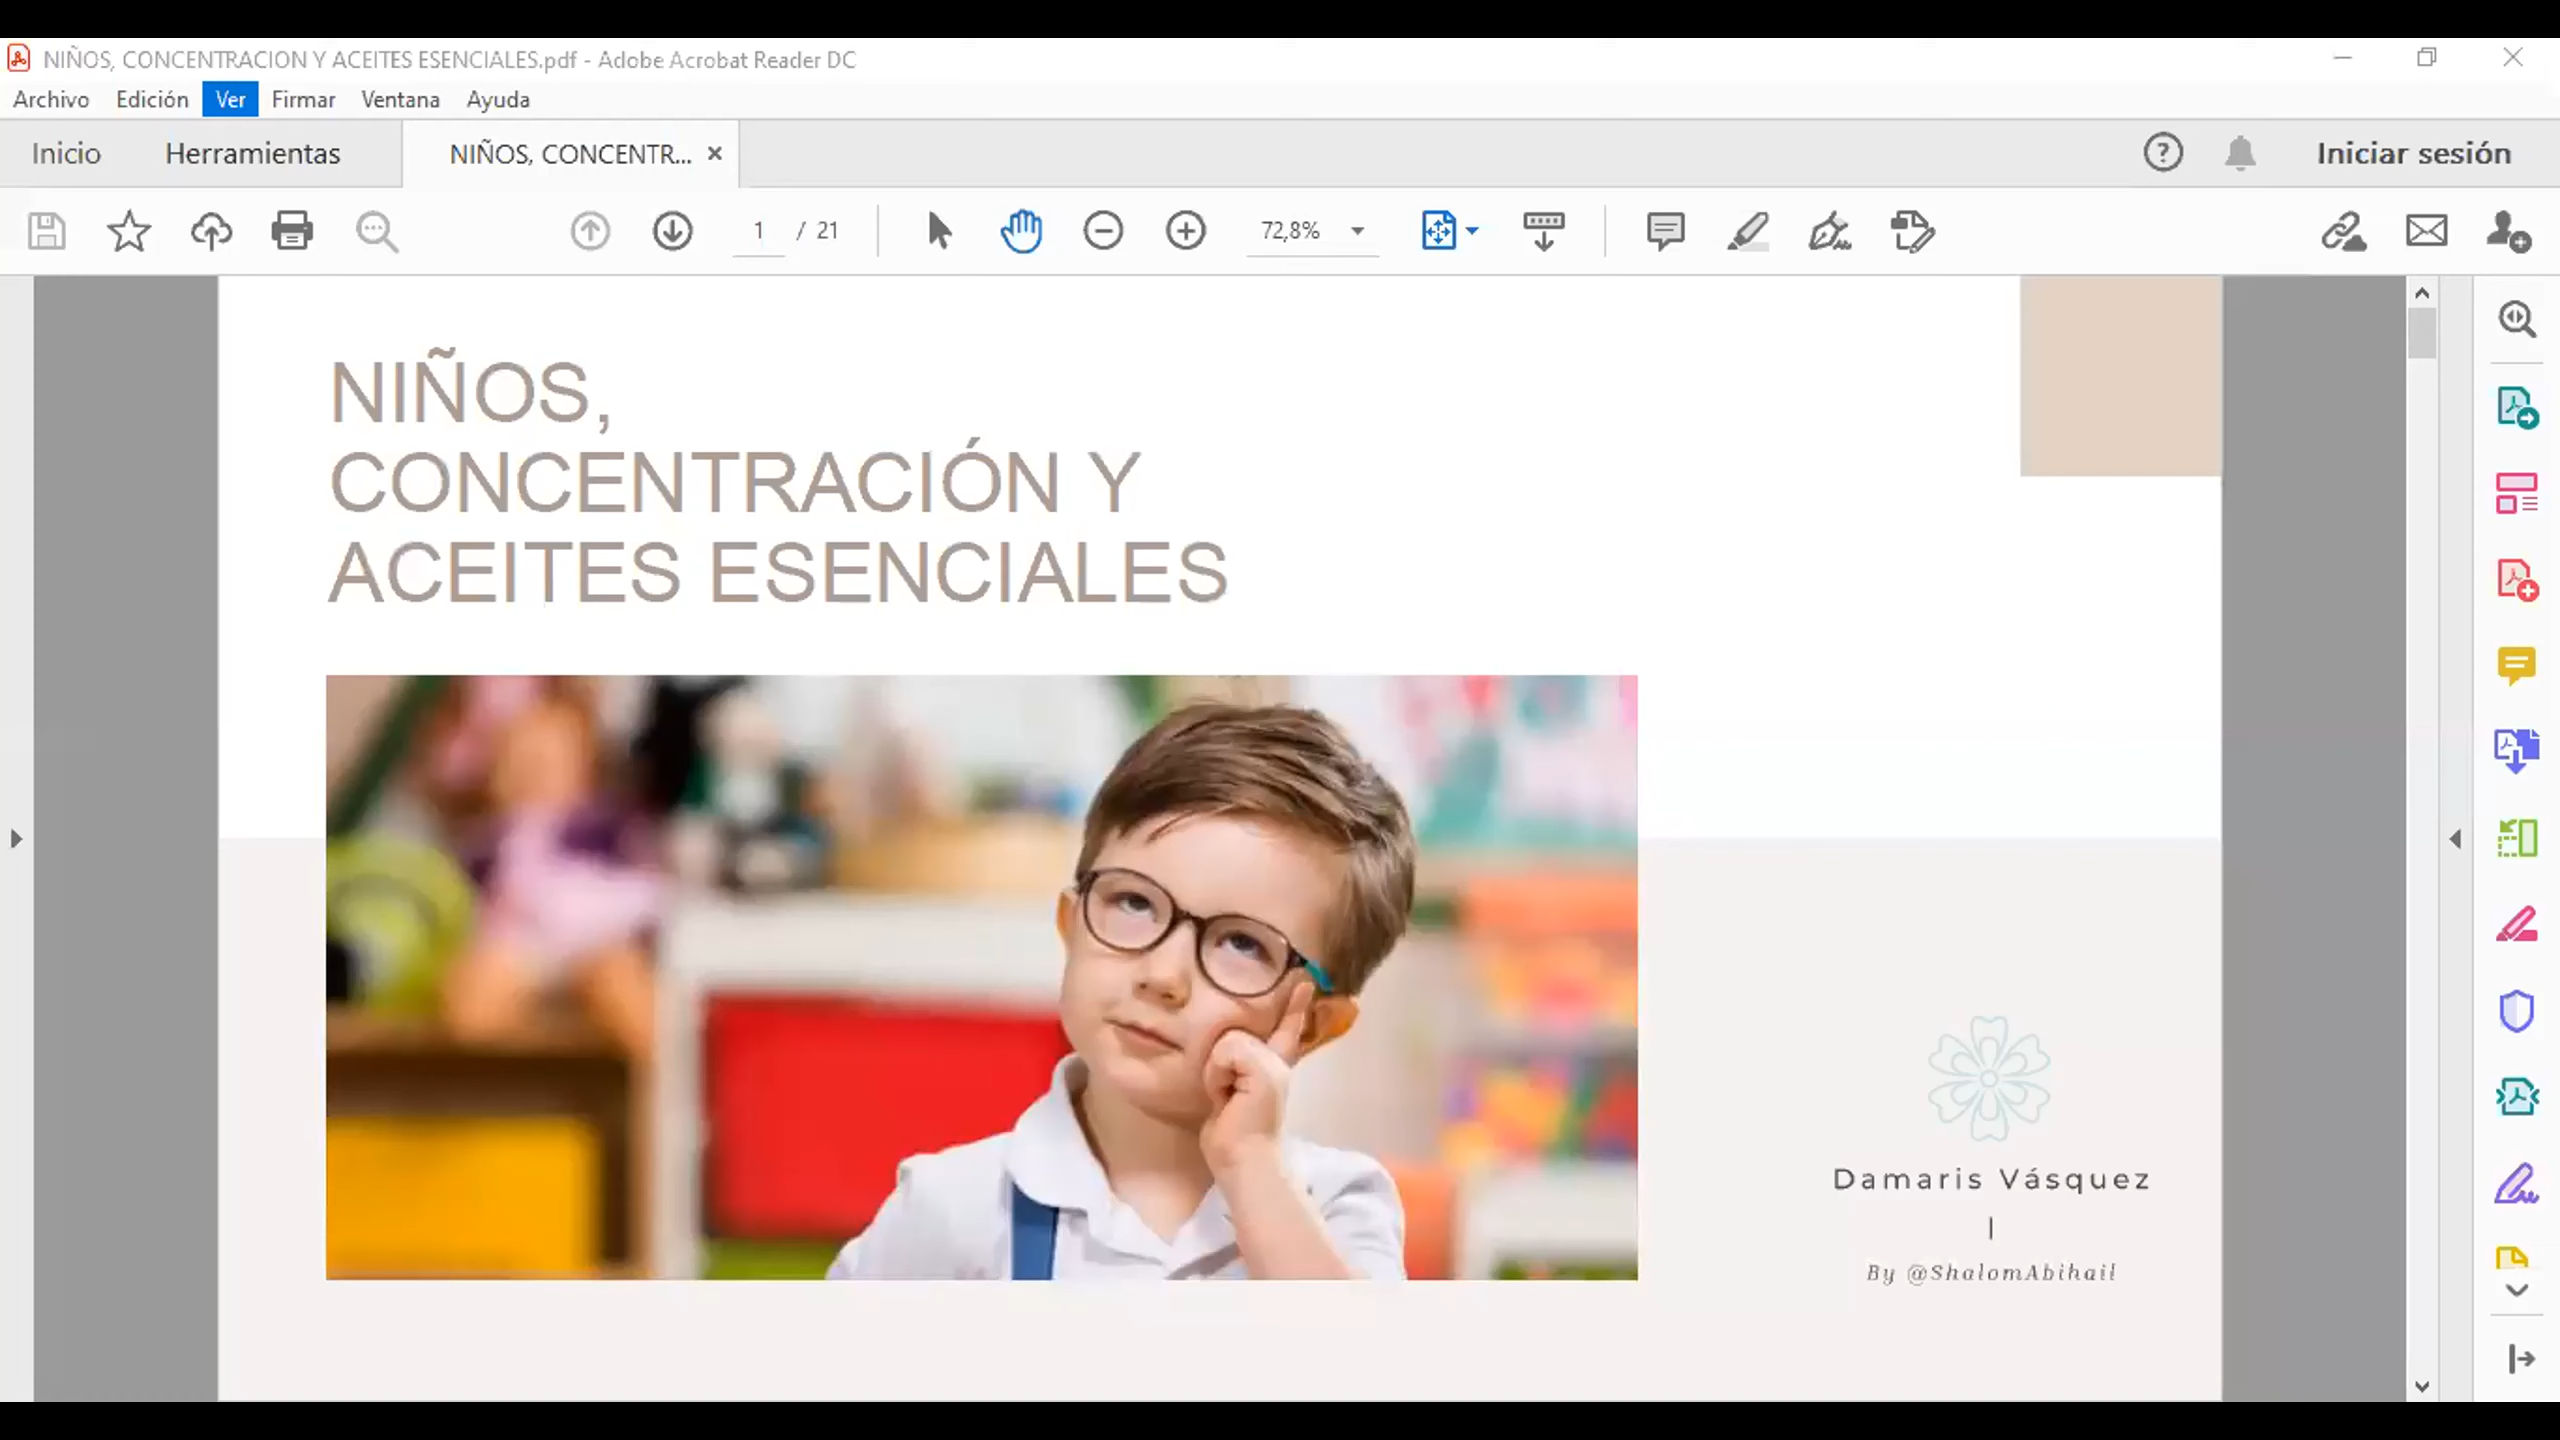 NIÑOS, CONCENTRACION Y ACEITES ESENCIALES.pdf - Adobe Acrobat Reader DC
Archivo Edición Ver Firmar Ventana Ayuda
Inicio Herramientas NIÑOS, CONCENTR... Iniciar sesión
1 / 21 72,8%
NIÑOS,
CONCENTRACIÓN Y
ACEITES ESENCIALES
Damaris Vásquez
|
By @ShalomAbihail